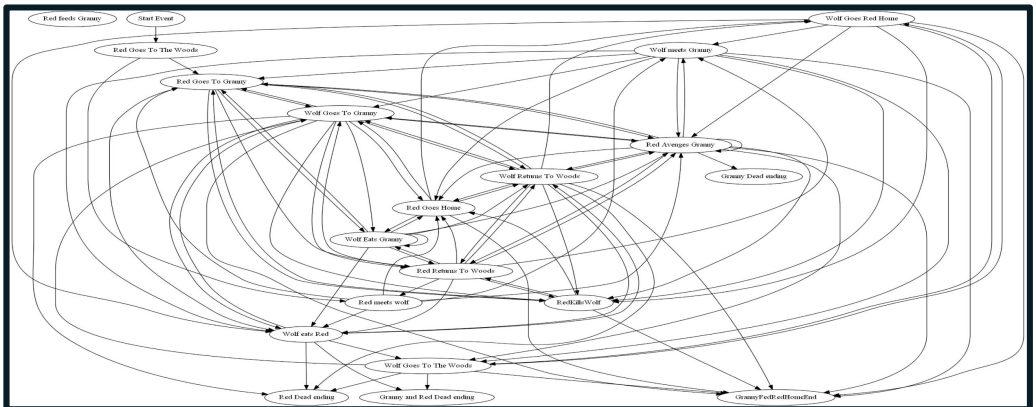 Red feeds Granny
Start Event
Wolf Goes Red Home
Red Goes To The Woods
Wolf meets Granny
Red Goes To Granny
Wolf Goes To Granny
Red Avenges Granny
Wolf Returns To Woods
Granny Dead ending
Red Goes Home
Wolf Eats Granny
Red Returns To Woods
Red meets wolf
RedKillsWolf
Wolf eats Red
Wolf Goes To The Woods
Red Dead ending
Granny and Red Dead ending
GrannyFedRedHomeEnd